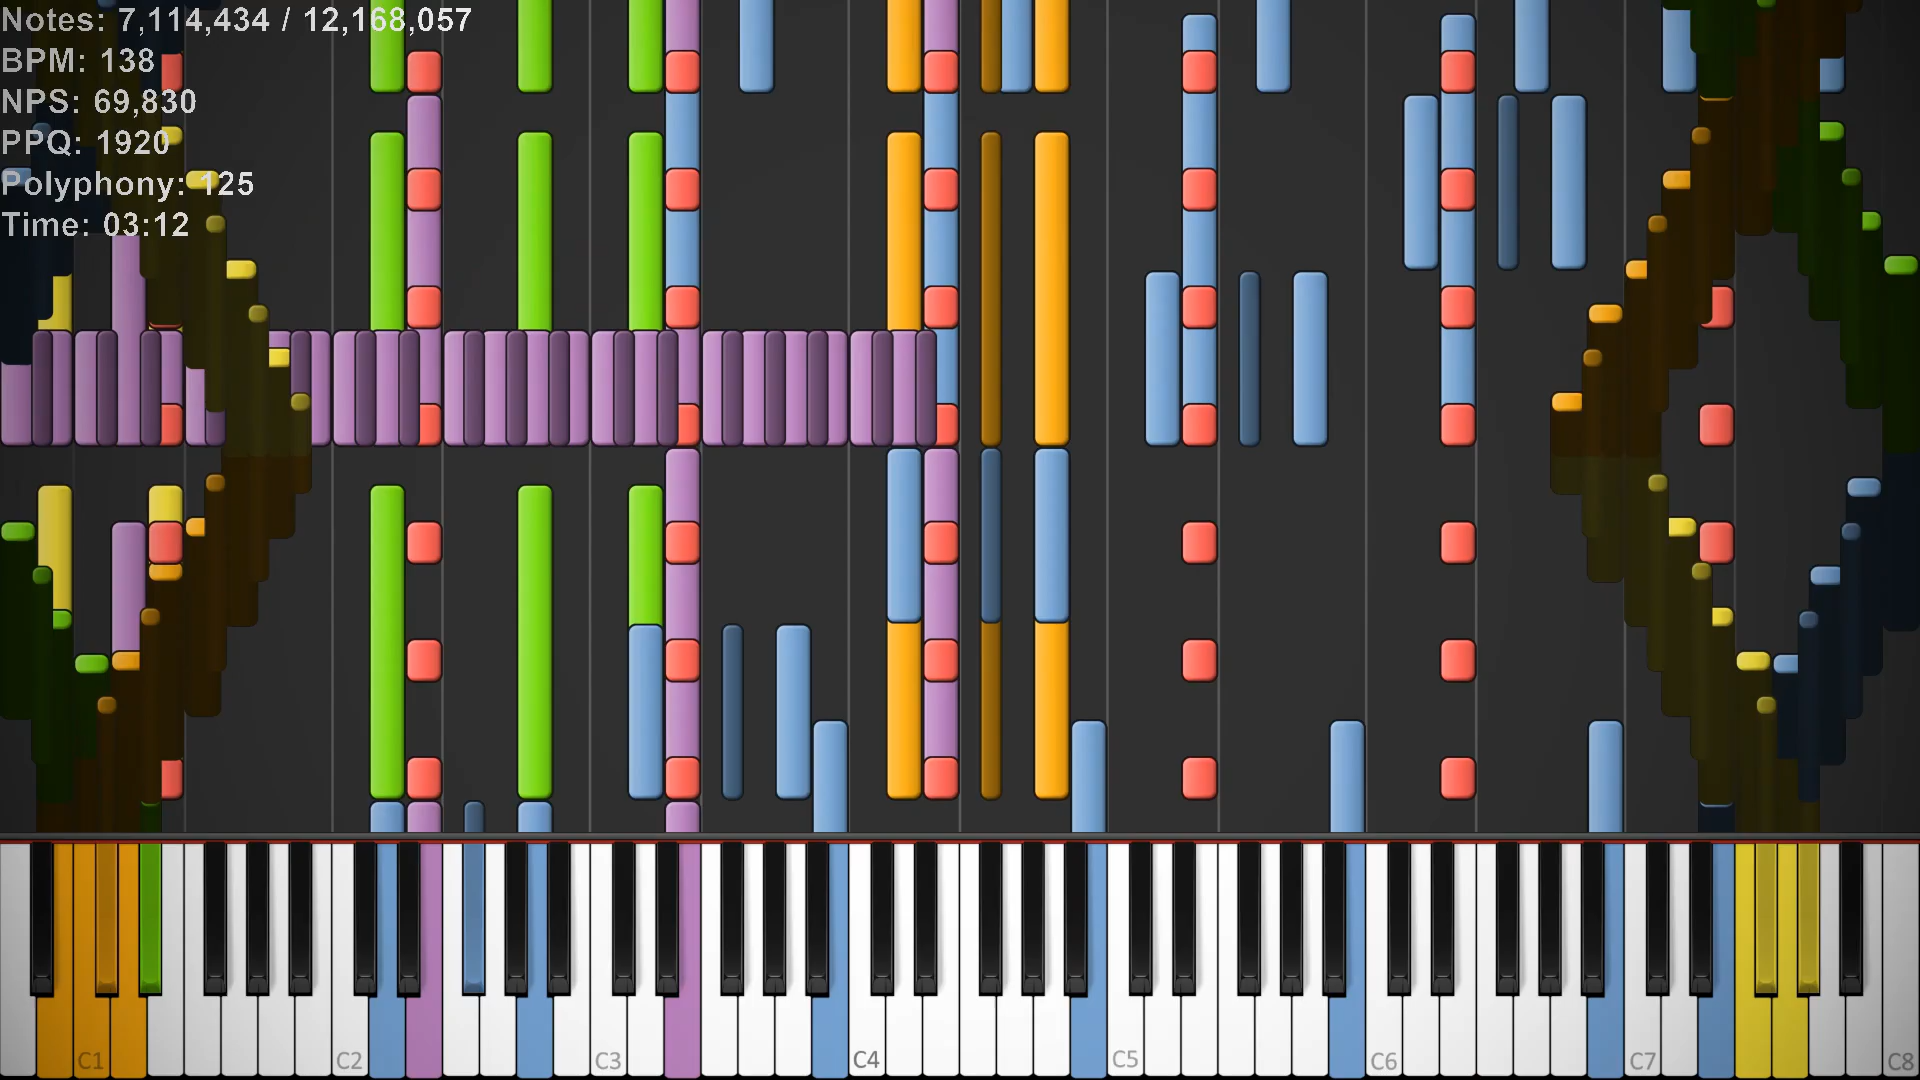 Notes: 7,114,434 / 12,168,057
BPM: 138
NPS: 69,830
PPQ: 1920
Polyphony: 125
Time: 03:12
C1 C2 C3 C4 C5 C6 C7 C8